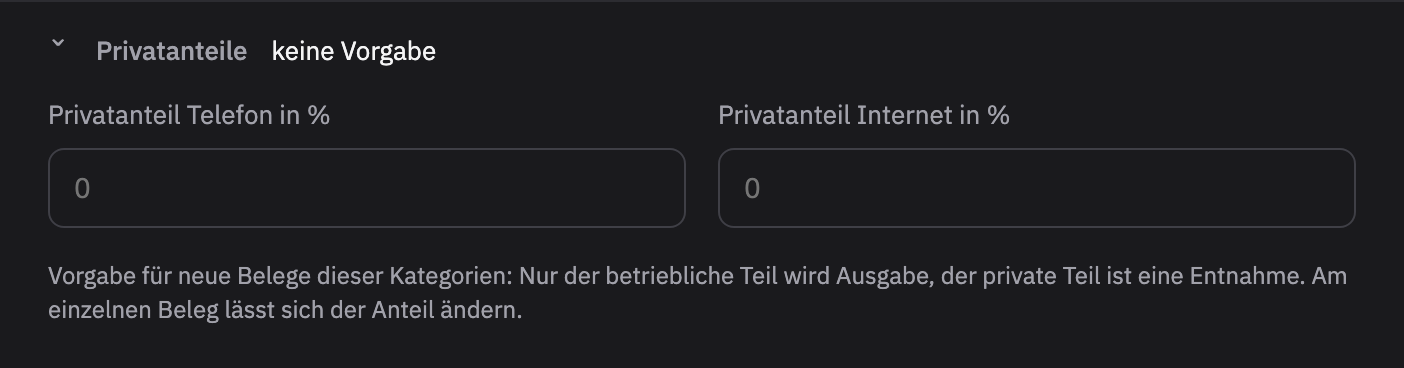 Privatanteile keine Vorgabe
Privatanteil Telefon in % Privatanteil Internet in %
0 0
Vorgabe für neue Belege dieser Kategorien: Nur der betriebliche Teil wird Ausgabe, der private Teil ist eine Entnahme. Am
einzelnen Beleg lässt sich der Anteil ändern.